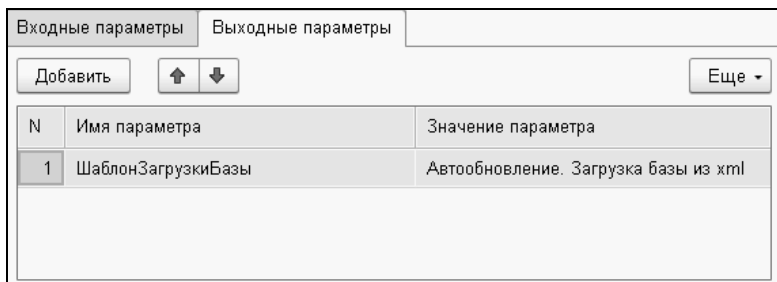 Входные параметры Выходные параметры
Добавить Еще
N Имя параметра Значение параметра
1 ШаблонЗагрузкиБазы Автообновление. Загрузка базы из xml